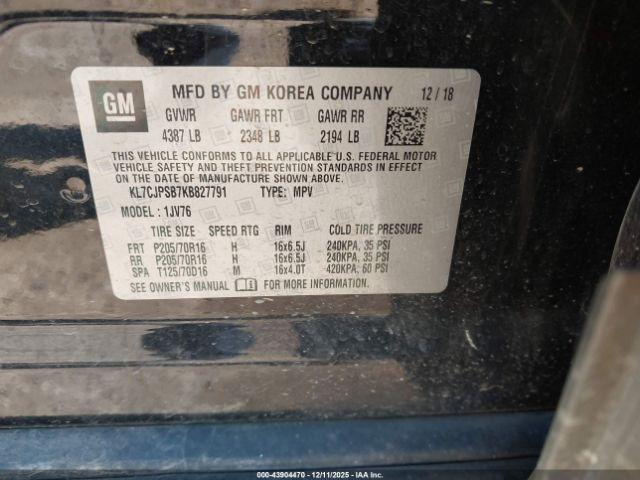 GM
MFD BY GM KOREA COMPANY 12/18
GVWR GAWR FRT GAWR RR
4387 LB 2348 LB 2194 LB
THIS VEHICLE CONFORMS TO ALL APPLICABLE U.S. FEDERAL MOTOR
VEHICLE SAFETY AND THEFT PREVENTION STANDARDS IN EFFECT ON
THE DATE OF MANUFACTURE SHOWN ABOVE.
KL7CJPSB7KB827791 TYPE: MPV
MODEL: 1JV76
TIRE SIZE SPEED RTG RIM COLD TIRE PRESSURE
FRT P205/70R16 H 16x6.5J 240KPA, 35 PSI
RR P205/70R16 H 16x6.5J 240KPA, 35 PSI
SPA T125/70D16 M 16x4.0T 420KPA, 60 PSI
SEE OWNER'S MANUAL FOR MORE INFORMATION.
000-43904470 - 12/11/2025 - IAA Inc.